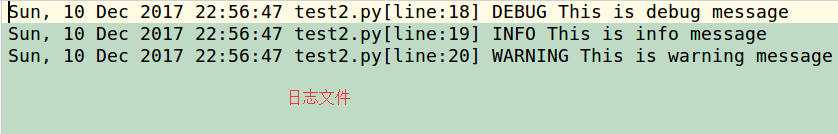 Sun, 10 Dec 2017 22:56:47 test2.py[line:18] DEBUG This is debug message
Sun, 10 Dec 2017 22:56:47 test2.py[line:19] INFO This is info message
Sun, 10 Dec 2017 22:56:47 test2.py[line:20] WARNING This is warning message
日志文件